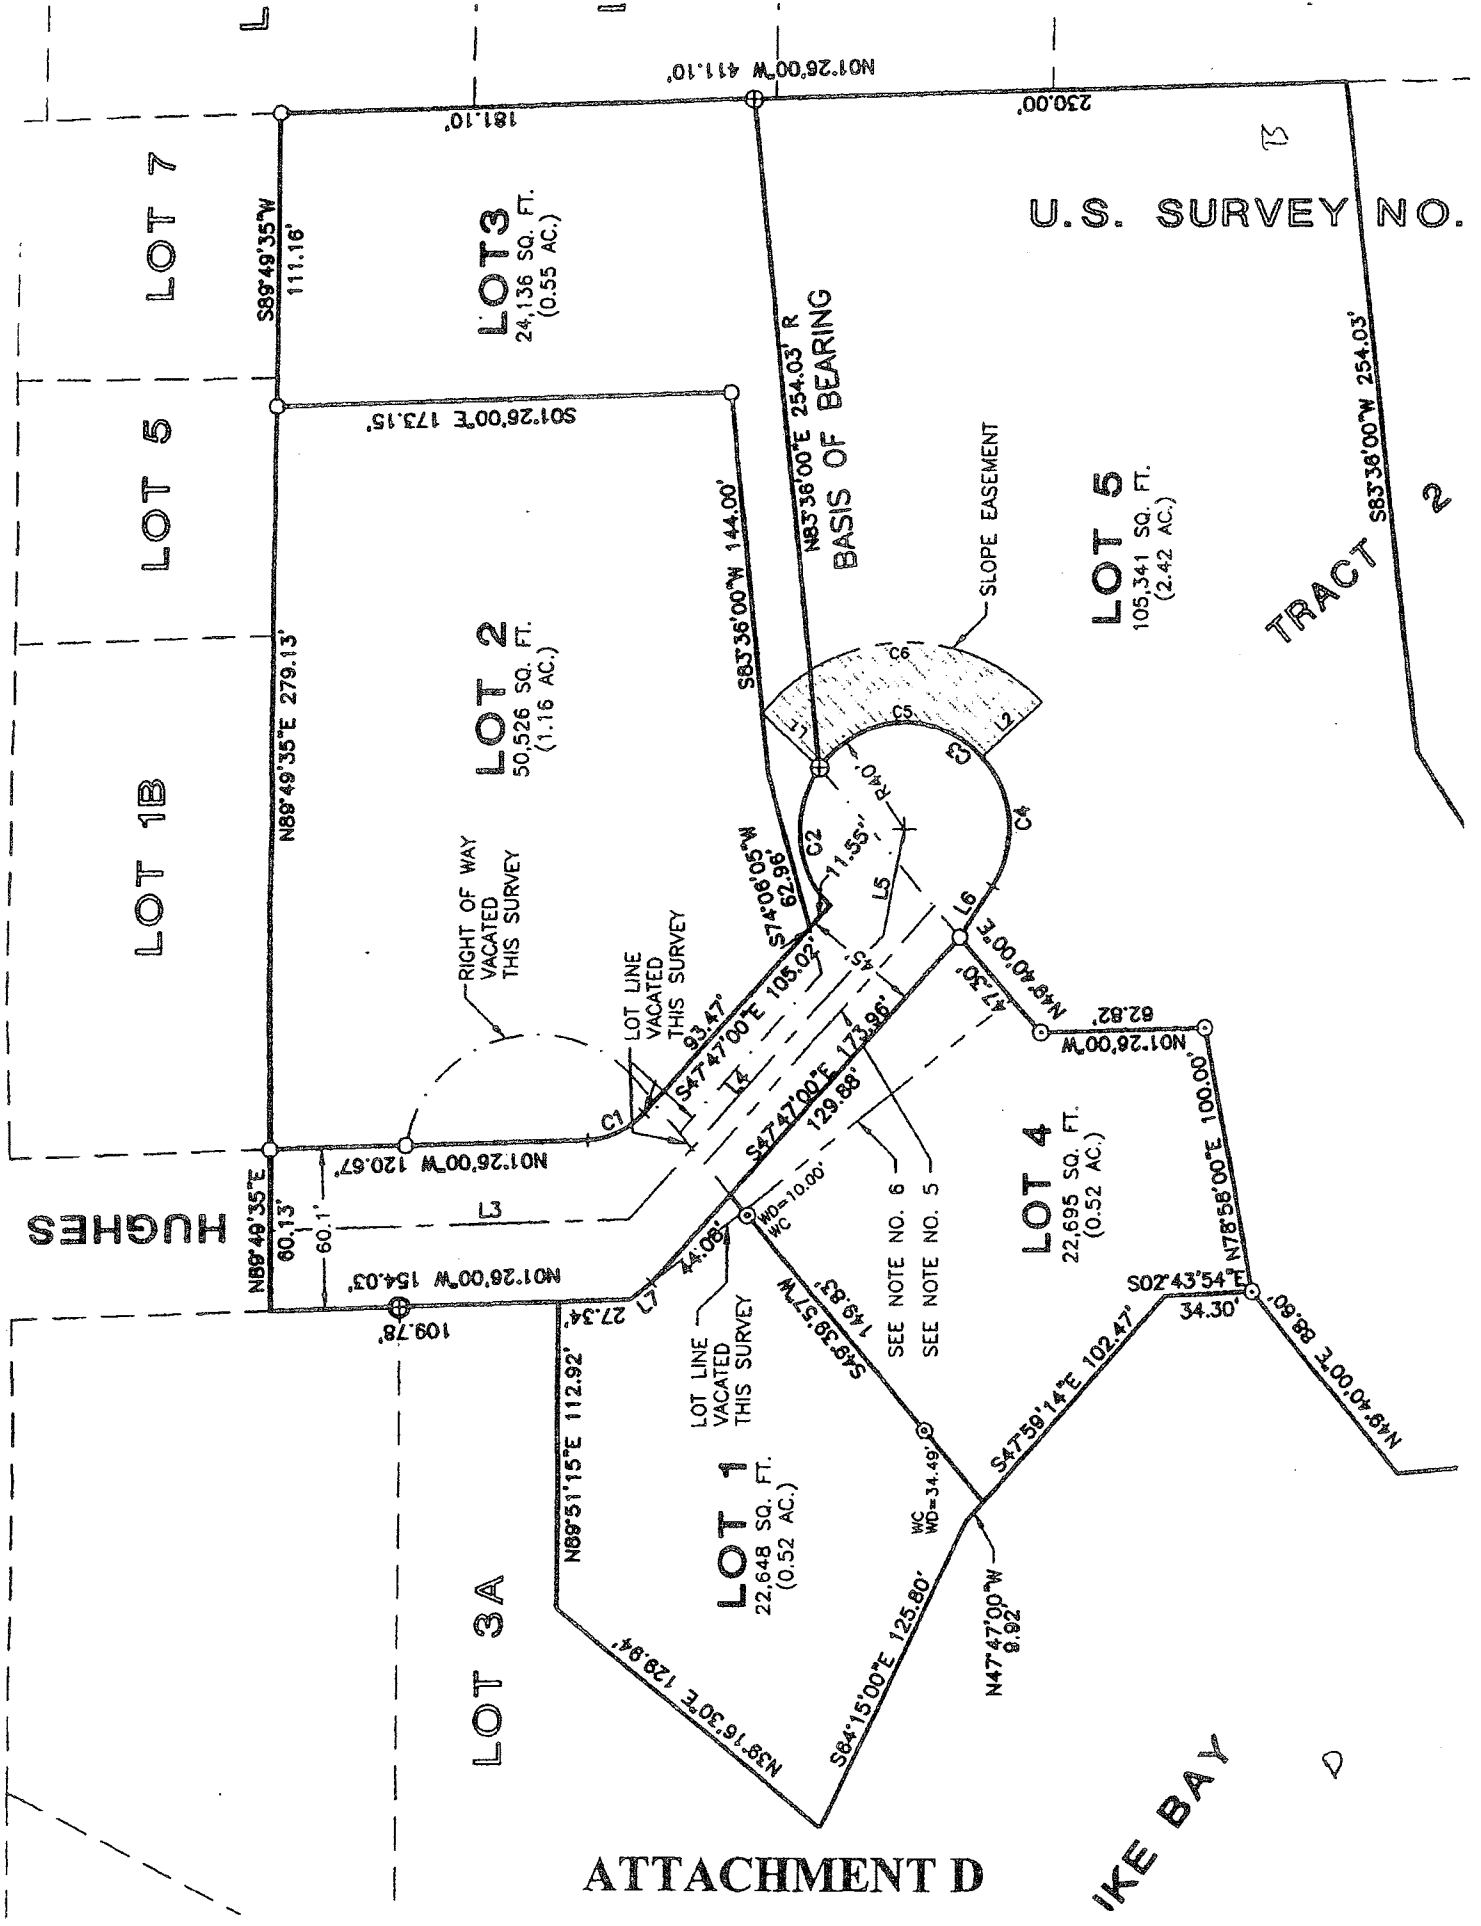 LOT 7
LOT 5
LOT 1B
HUGHES
LOT 3A
S89°49'35"W
111.16'
N89°49'35"E 279.13'
N89°49'35"E
60.13'
60.1'
N01°26'00"W 411.10'
181.10'
230.00'
LOT 3
24,136 SQ. FT.
(0.55 AC.)
S01°26'00"E 173.15'
LOT 2
50,526 SQ. FT.
(1.16 AC.)
S83°36'00"W 144.00'
N83°36'00"E 254.03' R
BASIS OF BEARING
S74°08'05"W
62.96'
RIGHT OF WAY
VACATED
THIS SURVEY
LOT LINE
VACATED
THIS SURVEY
N01°26'00"W 120.67'
C1
93.47'
S47°47'00"E 105.02'
11.55"
C2
L1
C6
C5
R40'
L2
C3
C4
L5
L6
45'
L4
L3
SLOPE EASEMENT
U.S. SURVEY NO.
LOT 5
105,341 SQ. FT.
(2.42 AC.)
TRACT 2
S83°38'00"W 254.03'
N01°26'00"W 154.03'
109.78'
27.34'
L7
44.08'
S47°47'00"E 173.96'
129.88'
WD=10.00'
WC
N49°40'00"E
47.30'
N01°26'00"W
62.82'
N78°58'00"E 100.00'
LOT 4
22,695 SQ. FT.
(0.52 AC.)
SEE NOTE NO. 6
SEE NOTE NO. 5
LOT LINE
VACATED
THIS SURVEY
S49°39'57"W
149.83'
S02°43'54"E
34.30'
N49°40'00"E 88.60'
S47°59'14"E 102.47'
WC
WD=34.49'
N47°47'00"W
9.92
N89°51'15"E 112.92'
LOT 1
22,648 SQ. FT.
(0.52 AC.)
N39°16'30"E 129.94'
S64°15'00"E 125.80'
IKE BAY
ATTACHMENT D